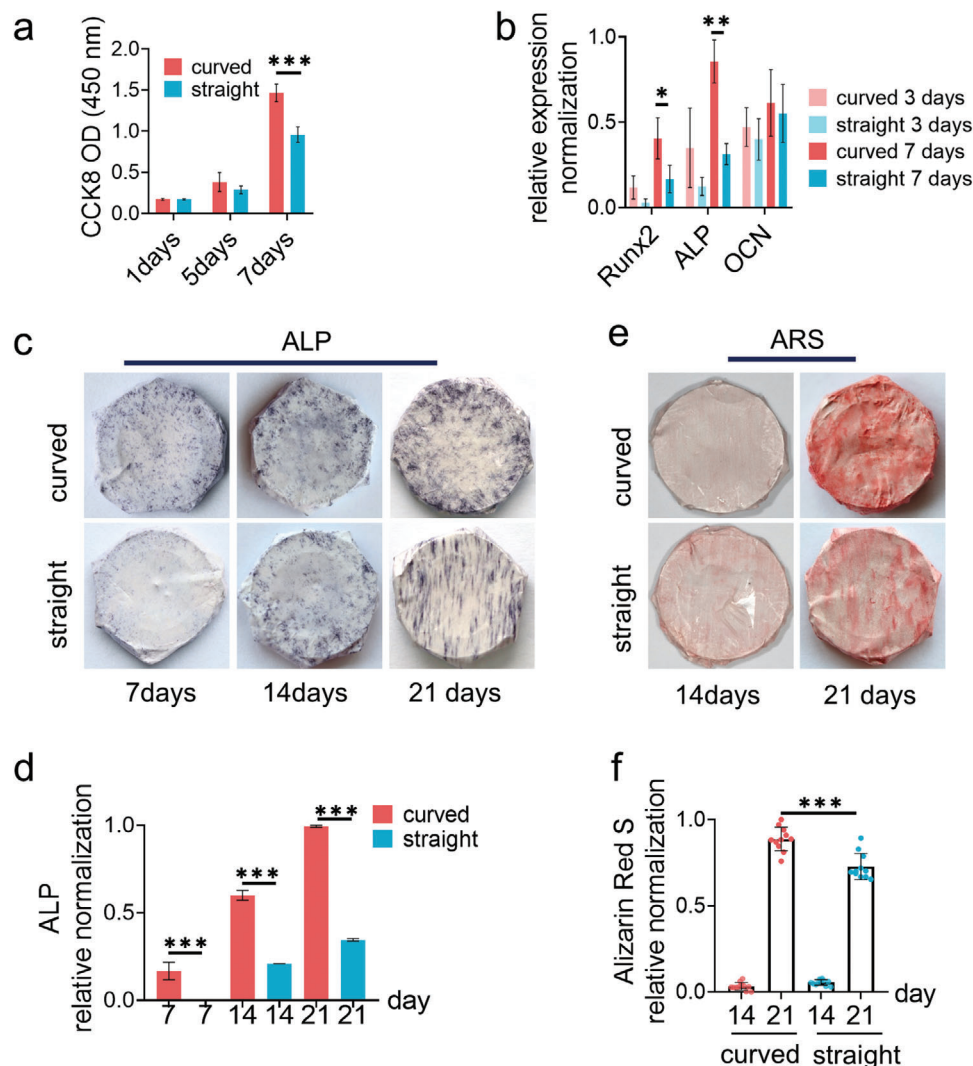 a
CCK8 OD (450 nm)
2.0
1.5
1.0
0.5
0.0
curved
straight
***
1days
5days
7days
b
relative expression
normalization
1.0
0.5
0.0
*
**
curved 3 days
straight 3 days
curved 7 days
straight 7 days
Runx2
ALP
OCN
c
ALP
curved
straight
7days 14days 21 days
e
ARS
curved
straight
14days 21 days
d
ALP
relative normalization
1.0
0.5
0.0
***
***
***
curved
straight
7 7 14 14 21 21 day
f
Alizarin Red S
relative normalization
1.0
0.5
0.0
***
14 21 14 21 day
curved straight